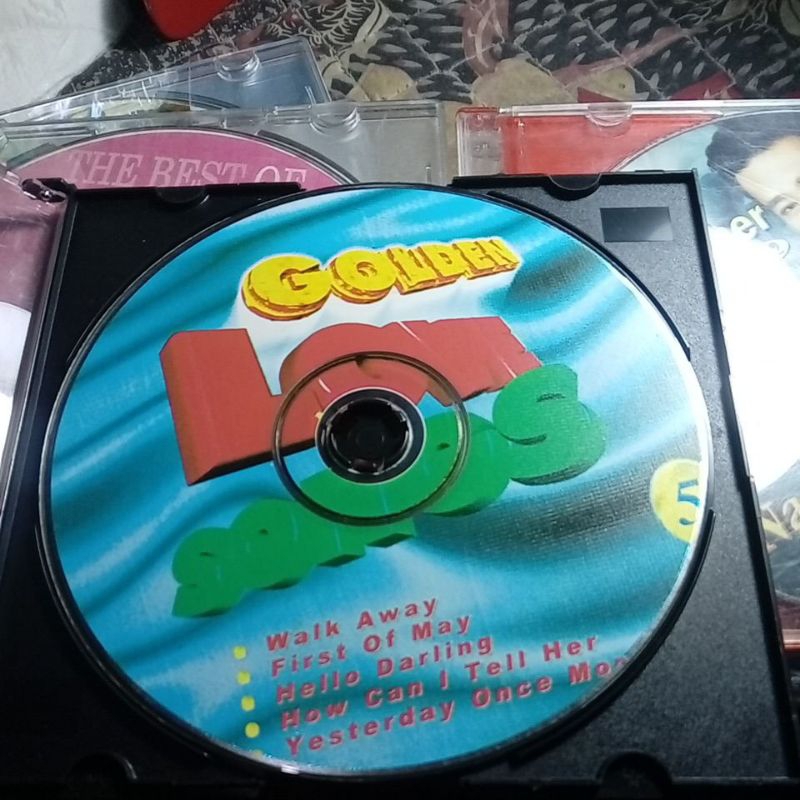 THE BEST OF
GOLDEN
LOVE
SONGS
5
Walk Away
First Of May
Hello Darling
How Can I Tell Her
Yesterday Once Mor